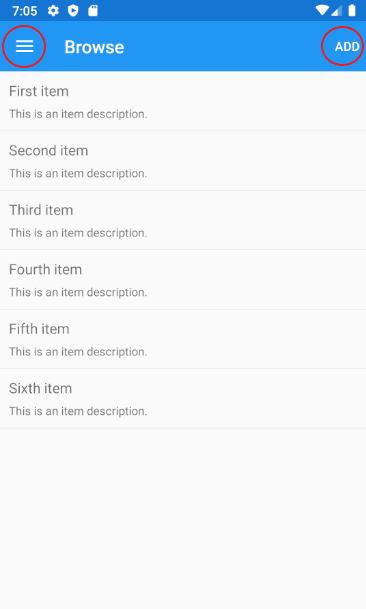 7:05
Browse
ADD
First item
This is an item description.
Second item
This is an item description.
Third item
This is an item description.
Fourth item
This is an item description.
Fifth item
This is an item description.
Sixth item
This is an item description.